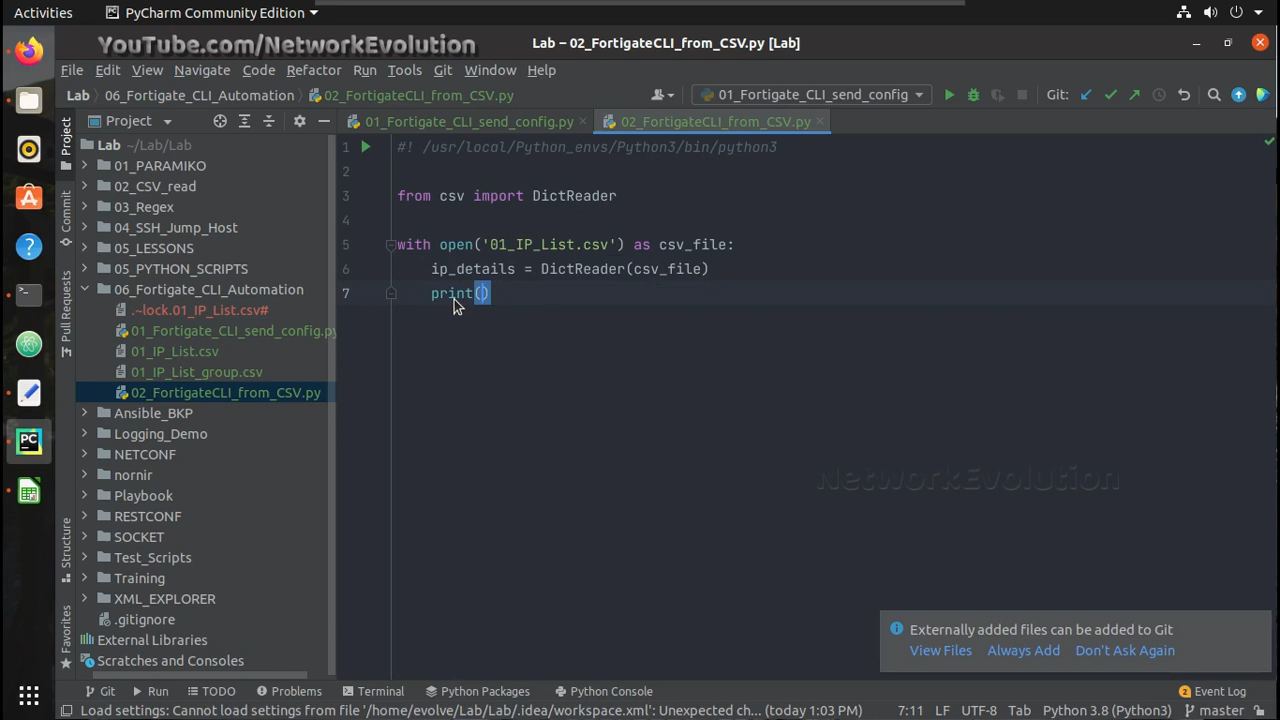 Activities
PyCharm Community Edition
YouTube.com/NetworkEvolution
Lab – 02_FortigateCLI_from_CSV.py [Lab]
File Edit View Navigate Code Refactor Run Tools Git Window Help
Lab 06_Fortigate_CLI_Automation 02_FortigateCLI_from_CSV.py
01_Fortigate_CLI_send_config
Git:
Project
01_Fortigate_CLI_send_config.py
02_FortigateCLI_from_CSV.py
Project
Commit
Pull Requests
Structure
Favorites
Lab ~/Lab/Lab
01_PARAMIKO
02_CSV_read
03_Regex
04_SSH_Jump_Host
05_LESSONS
05_PYTHON_SCRIPTS
06_Fortigate_CLI_Automation
.~lock.01_IP_List.csv#
01_Fortigate_CLI_send_config.py
01_IP_List.csv
01_IP_List_group.csv
02_FortigateCLI_from_CSV.py
Ansible_BKP
Logging_Demo
NETCONF
nornir
Playbook
RESTCONF
SOCKET
Test_Scripts
Training
XML_EXPLORER
.gitignore
External Libraries
Scratches and Consoles
1 #! /usr/local/Python_envs/Python3/bin/python3
2
3 from csv import DictReader
4
5 with open('01_IP_List.csv') as csv_file:
6 ip_details = DictReader(csv_file)
7 print()
NetworkEvolution
Externally added files can be added to Git
View Files Always Add Don't Ask Again
Git Run TODO Problems Terminal Python Packages Python Console
2 Event Log
Load settings: Cannot load settings from file '/home/evolve/Lab/Lab/.idea/workspace.xml': Unexpected ch... (today 1:03 PM)
7:11 LF UTF-8 Tab Python 3.8 (Python3) master